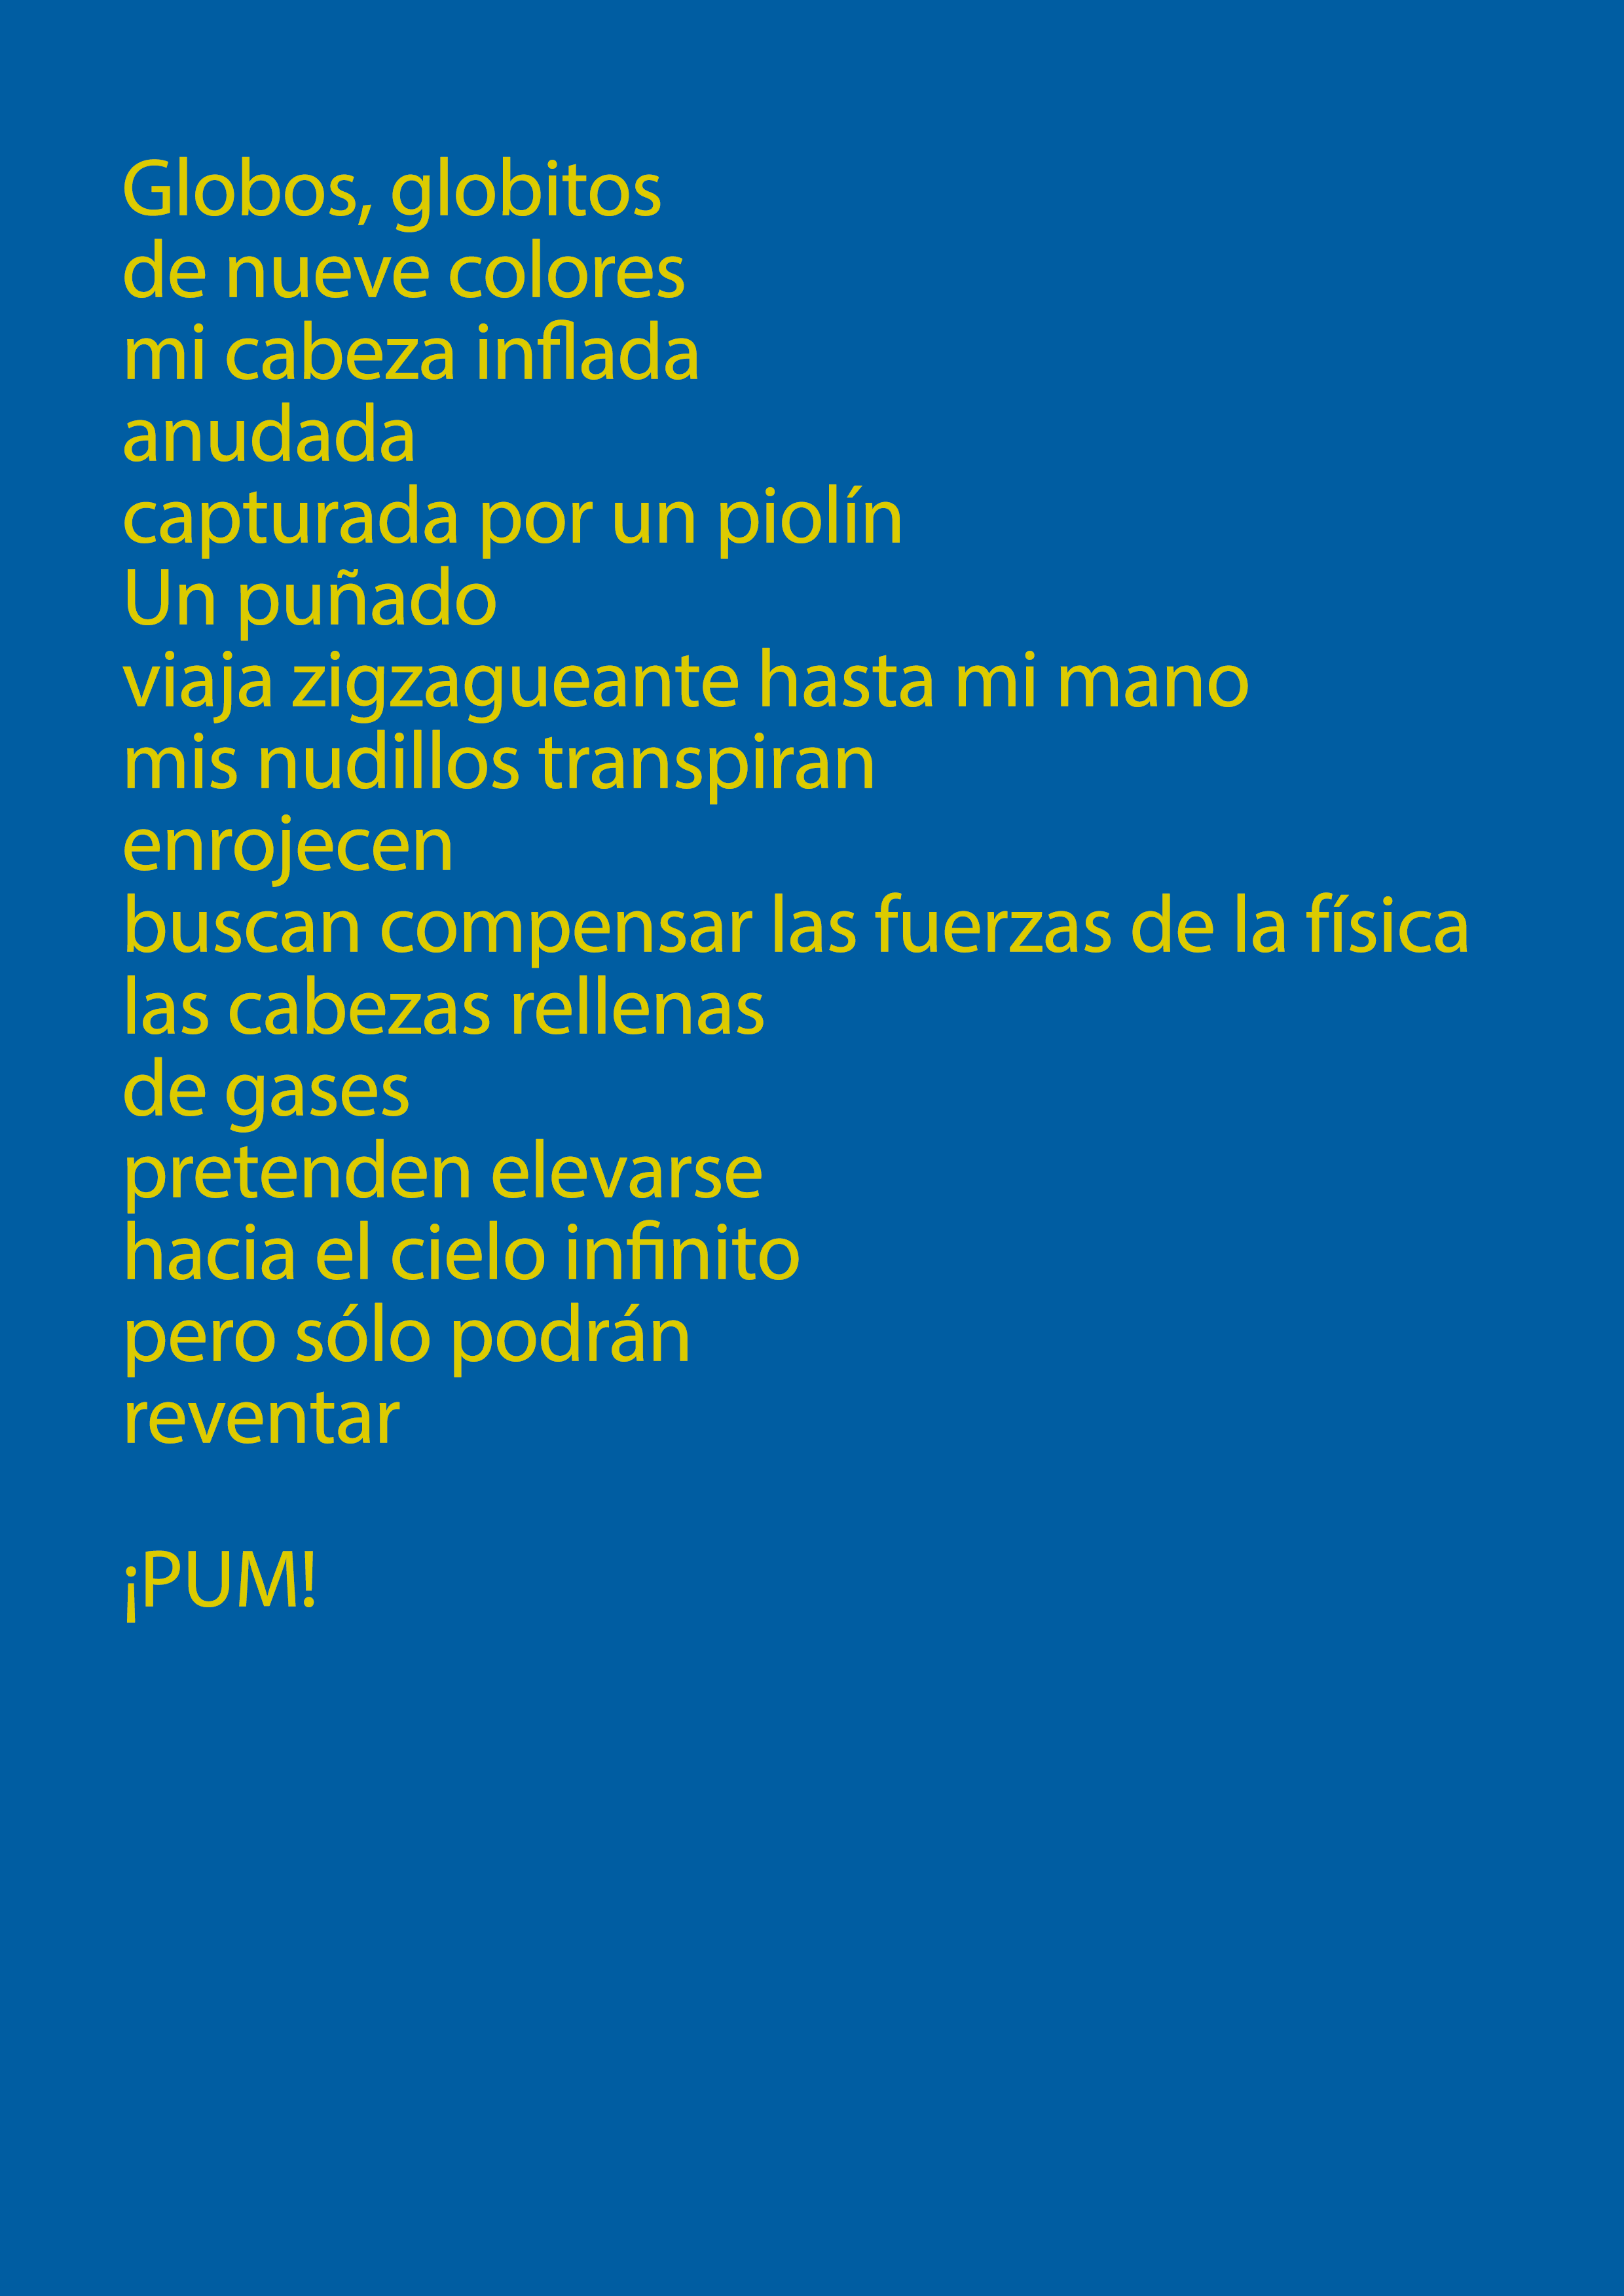 Globos, globitos
de nueve colores
mi cabeza inflada
anudada
capturada por un piolín
Un puñado
viaja zigzagueante hasta mi mano
mis nudillos transpiran
enrojecen
buscan compensar las fuerzas de la física
las cabezas rellenas
de gases
pretenden elevarse
hacia el cielo infinito
pero sólo podrán
reventar
¡PUM!